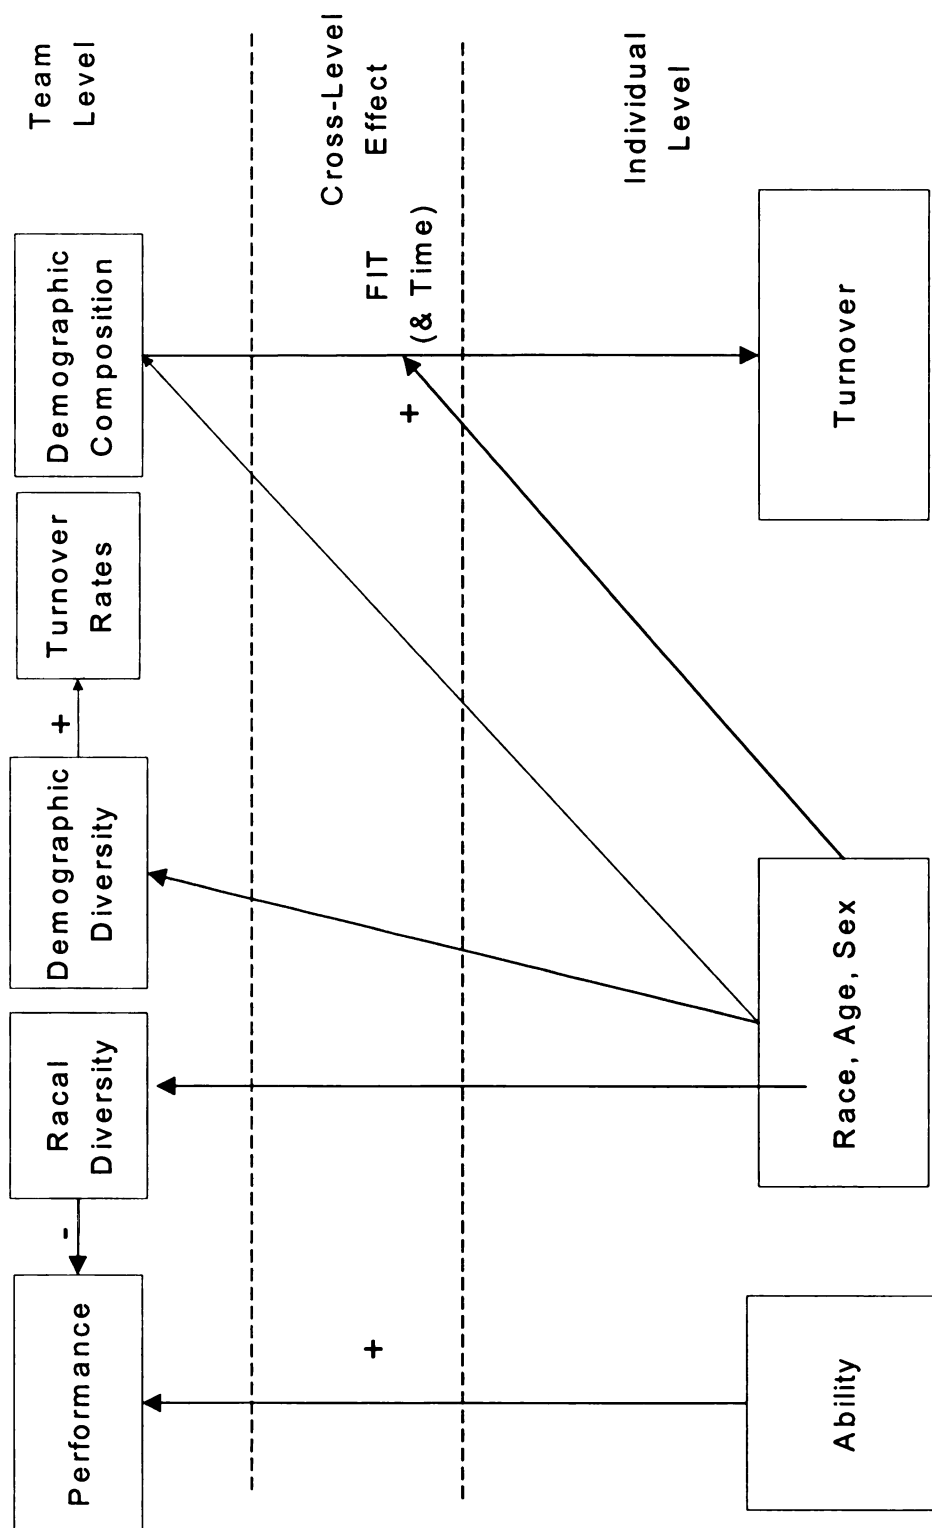 Performance
-
Racal
Diversity
Demographic
Diversity
+
Turnover
Rates
Demographic
Composition
Team
Level
+
+
FIT
(& Time)
Cross-Level
Effect
Ability
Race, Age, Sex
Turnover
Individual
Level